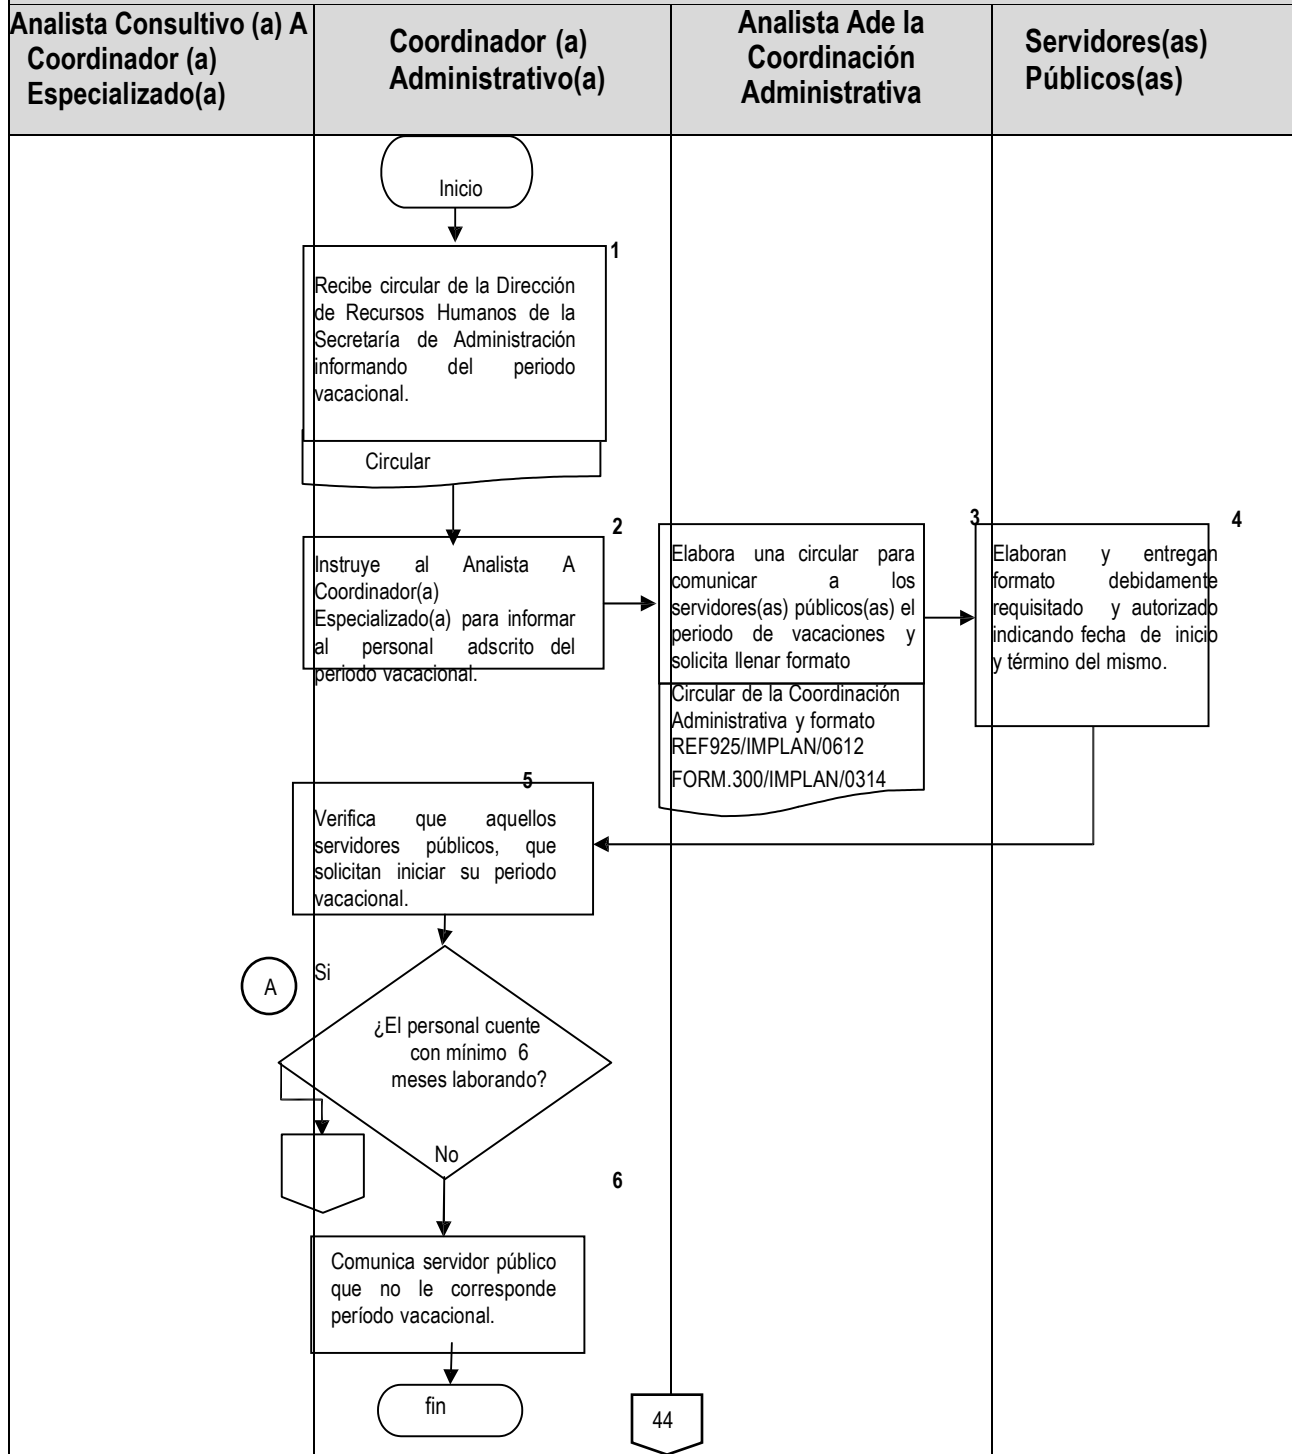 Analista Consultivo (a) A
Coordinador (a)
Especializado(a)
Coordinador (a)
Administrativo(a)
Analista Ade la
Coordinación
Administrativa
Servidores(as)
Públicos(as)
Inicio
1
Recibe circular de la Dirección
de Recursos Humanos de la
Secretaría de Administración
informando del periodo
vacacional.
Circular
2
Instruye al Analista A
Coordinador(a)
Especializado(a) para informar
al personal adscrito del
periodo vacacional.
3
Elabora una circular para
comunicar a los
servidores(as) públicos(as) el
periodo de vacaciones y
solicita llenar formato
Circular de la Coordinación
Administrativa y formato
REF925/IMPLAN/0612
FORM.300/IMPLAN/0314
4
Elaboran y entregan
formato debidamente
requisitado y autorizado
indicando fecha de inicio
y término del mismo.
5
Verifica que aquellos
servidores públicos, que
solicitan iniciar su periodo
vacacional.
A
Si
¿El personal cuente
con mínimo 6
meses laborando?
No
6
Comunica servidor público
que no le corresponde
período vacacional.
fin
44